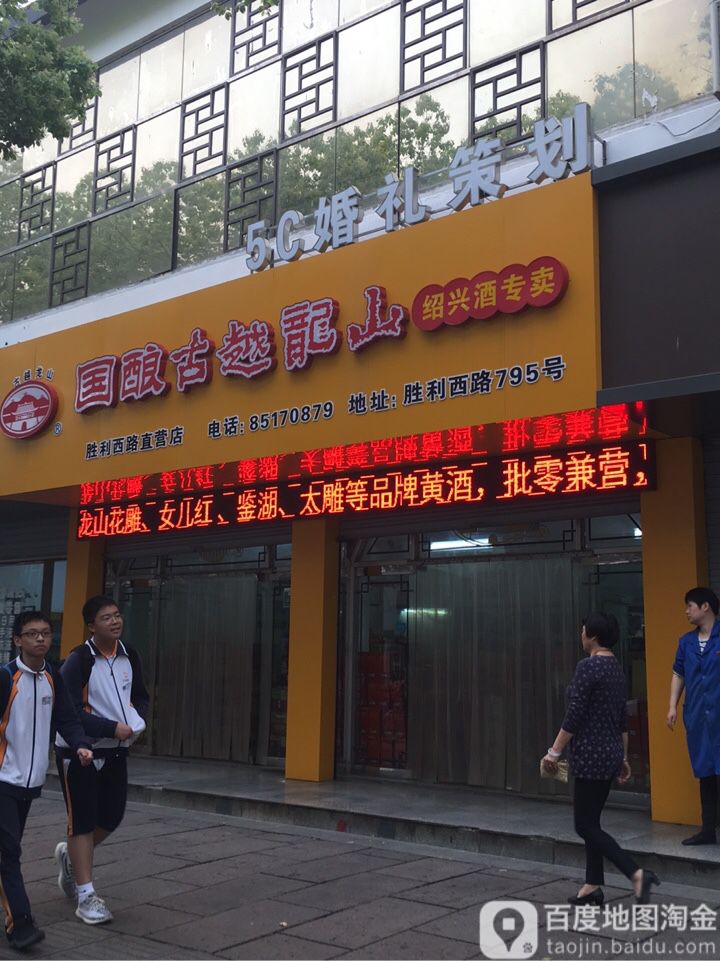 5C婚礼策划
古越龙山
国酿古越龍山
绍兴酒专卖
®
胜利西路直营店 电话:85170879 地址:胜利西路795号
龙山花雕、女儿红、鉴湖、太雕等品牌黄酒，批零兼营，
百度地图淘金
taojin.baidu.com